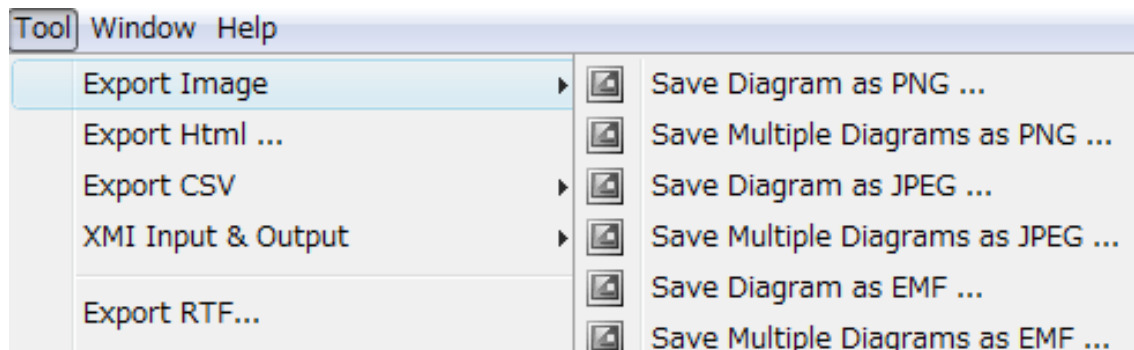 Tool Window Help
Export Image
Export Html ...
Export CSV
XMI Input & Output
Export RTF...
Save Diagram as PNG ...
Save Multiple Diagrams as PNG ...
Save Diagram as JPEG ...
Save Multiple Diagrams as JPEG ...
Save Diagram as EMF ...
Save Multiple Diagrams as EMF ...